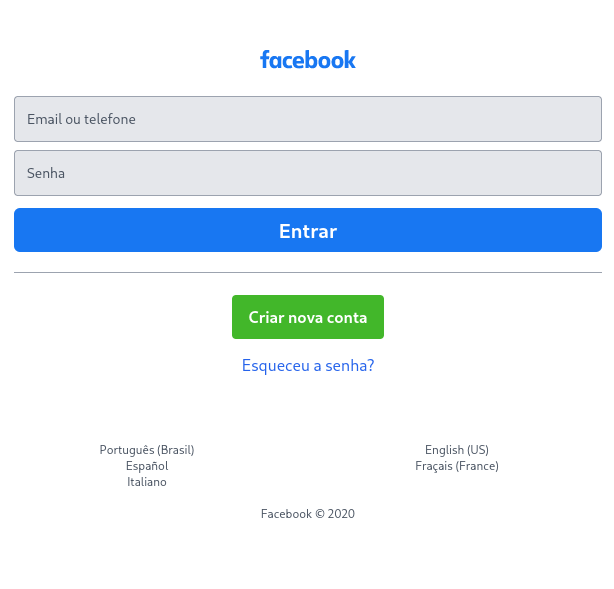 facebook
Email ou telefone
Senha
Entrar
Criar nova conta
Esqueceu a senha?
Português (Brasil)
Español
Italiano
English (US)
Fraçais (France)
Facebook © 2020